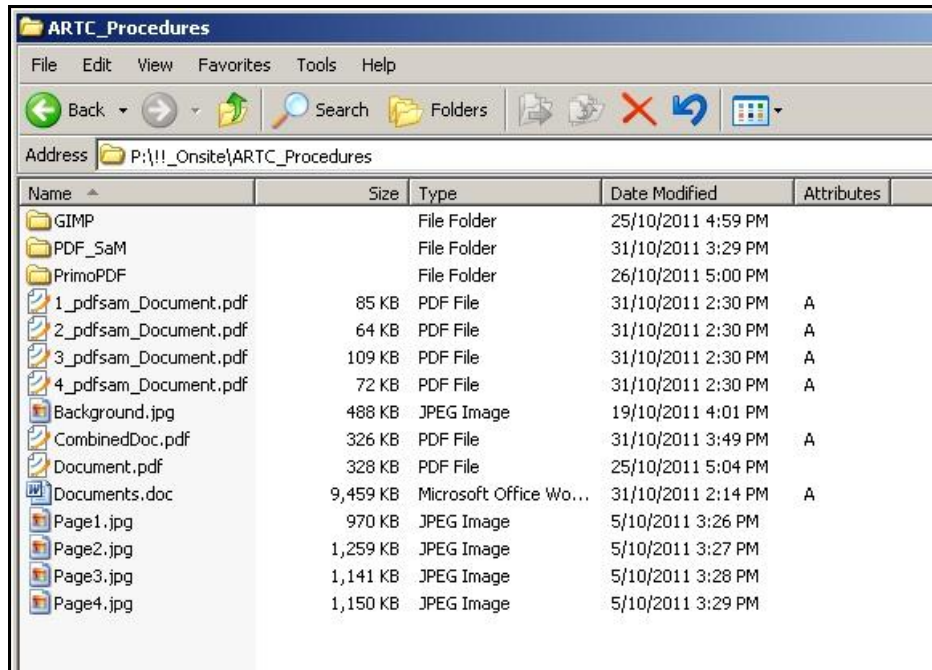 ARTC_Procedures
File Edit View Favorites Tools Help
Back Search Folders
Address P:\!!_Onsite\ARTC_Procedures
Name Size Type Date Modified Attributes
GIMP File Folder 25/10/2011 4:59 PM
PDF_SaM File Folder 31/10/2011 3:29 PM
PrimoPDF File Folder 26/10/2011 5:00 PM
1_pdfsam_Document.pdf 85 KB PDF File 31/10/2011 2:30 PM A
2_pdfsam_Document.pdf 64 KB PDF File 31/10/2011 2:30 PM A
3_pdfsam_Document.pdf 109 KB PDF File 31/10/2011 2:30 PM A
4_pdfsam_Document.pdf 72 KB PDF File 31/10/2011 2:30 PM A
Background.jpg 488 KB JPEG Image 19/10/2011 4:01 PM
CombinedDoc.pdf 326 KB PDF File 31/10/2011 3:49 PM A
Document.pdf 328 KB PDF File 25/10/2011 5:04 PM
Documents.doc 9,459 KB Microsoft Office Wo... 31/10/2011 2:14 PM A
Page1.jpg 970 KB JPEG Image 5/10/2011 3:26 PM
Page2.jpg 1,259 KB JPEG Image 5/10/2011 3:27 PM
Page3.jpg 1,141 KB JPEG Image 5/10/2011 3:28 PM
Page4.jpg 1,150 KB JPEG Image 5/10/2011 3:29 PM